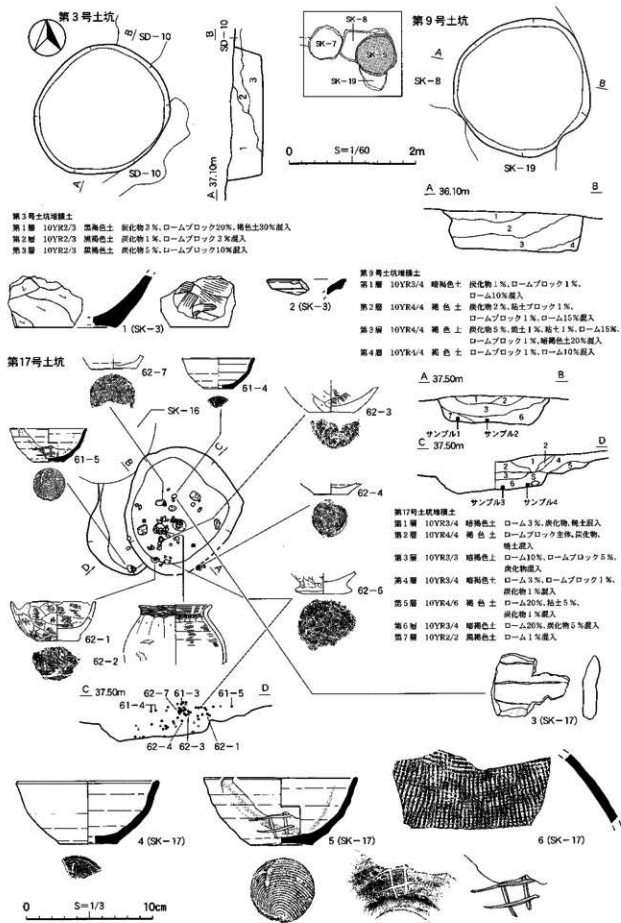 第3号土坑
B
SD-10
A
SD-10
B
SD-10
3
2
1
A 37.10m
SK-8
SK-7
SK-9
SK-19
0 S=1/60 2m
第9号土坑
A
SK-8
B
SK-19
A 36.10m B
1
2
3
4
第3号土坑堆積土
第1層 10YR2/3 黒褐色土 炭化物3%、ロームブロック20%、褐色土30%混入
第2層 10YR2/3 黒褐色土 炭化物1%、ロームブロック3%混入
第3層 10YR2/3 黒褐色土 炭化物5%、ロームブロック10%混入
1 (SK-3)
2 (SK-3)
第9号土坑堆積土
第1層 10YR3/4 暗褐色土 炭化物1%、ロームブロック1%、
ローム10%混入
第2層 10YR4/4 褐色土 炭化物2%、粘土ブロック1%、
ロームブロック1%、ローム15%混入
第3層 10YR4/4 褐色土 炭化物5%、焼土1%、粘土1%、ローム15%、
ロームブロック1%、暗褐色土20%混入
第4層 10YR4/4 褐色土 ロームブロック1%、ローム10%混入
第17号土坑
62-7
61-4
62-3
SK-16
61-5
B
C
62-4
D
A
62-1
62-2
62-6
A 37.50m B
1
2
3
7
6
サンプル1 サンプル2
C 37.50m D
2
2
1
4
5
3
S
6
サンプル3 サンプル4
第17号土坑堆積土
第1層 10YR3/4 暗褐色土 ローム3%、炭化物、焼土混入
第2層 10YR4/4 褐色土 ロームブロック主体、炭化物、
焼土混入
第3層 10YR3/3 暗褐色土 ローム10%、ロームブロック5%、
炭化物混入
第4層 10YR3/4 暗褐色土 ローム3%、ロームブロック1%、
炭化物1%混入
第5層 10YR4/6 褐色土 ローム20%、粘土5%、
炭化物1%混入
第6層 10YR3/4 暗褐色土 ローム20%、炭化物5%混入
第7層 10YR2/2 黒褐色土 ローム1%混入
C 37.50m D
62-7 61-3 61-5
61-4
62-4 62-1
62-3
3 (SK-17)
4 (SK-17)
5 (SK-17)
6 (SK-17)
0 S=1/3 10cm